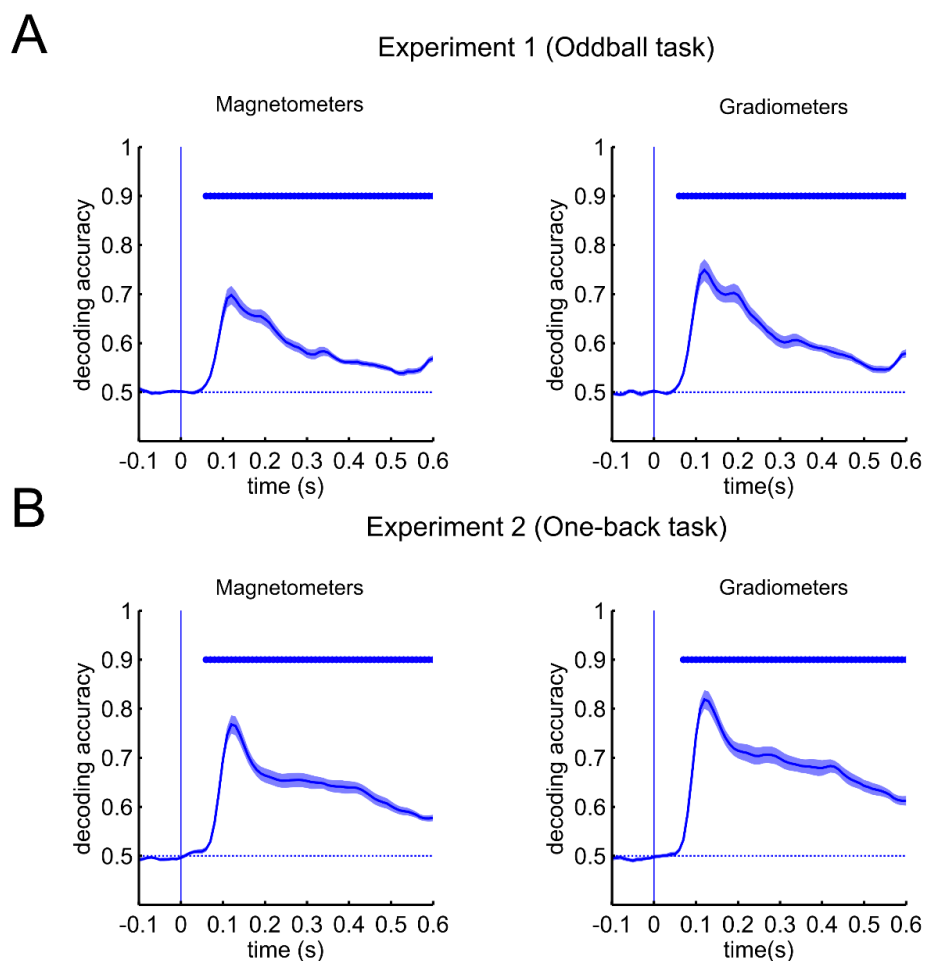 A
Experiment 1 (Oddball task)
Magnetometers
Gradiometers
1
0.9
0.8
0.7
0.6
0.5
decoding accuracy
-0.1 0 0.1 0.2 0.3 0.4 0.5 0.6
time (s)
1
0.9
0.8
0.7
0.6
0.5
decoding accuracy
-0.1 0 0.1 0.2 0.3 0.4 0.5 0.6
time(s)
B
Experiment 2 (One-back task)
Magnetometers
Gradiometers
1
0.9
0.8
0.7
0.6
0.5
decoding accuracy
-0.1 0 0.1 0.2 0.3 0.4 0.5 0.6
time (s)
1
0.9
0.8
0.7
0.6
0.5
decoding accuracy
-0.1 0 0.1 0.2 0.3 0.4 0.5 0.6
time(s)